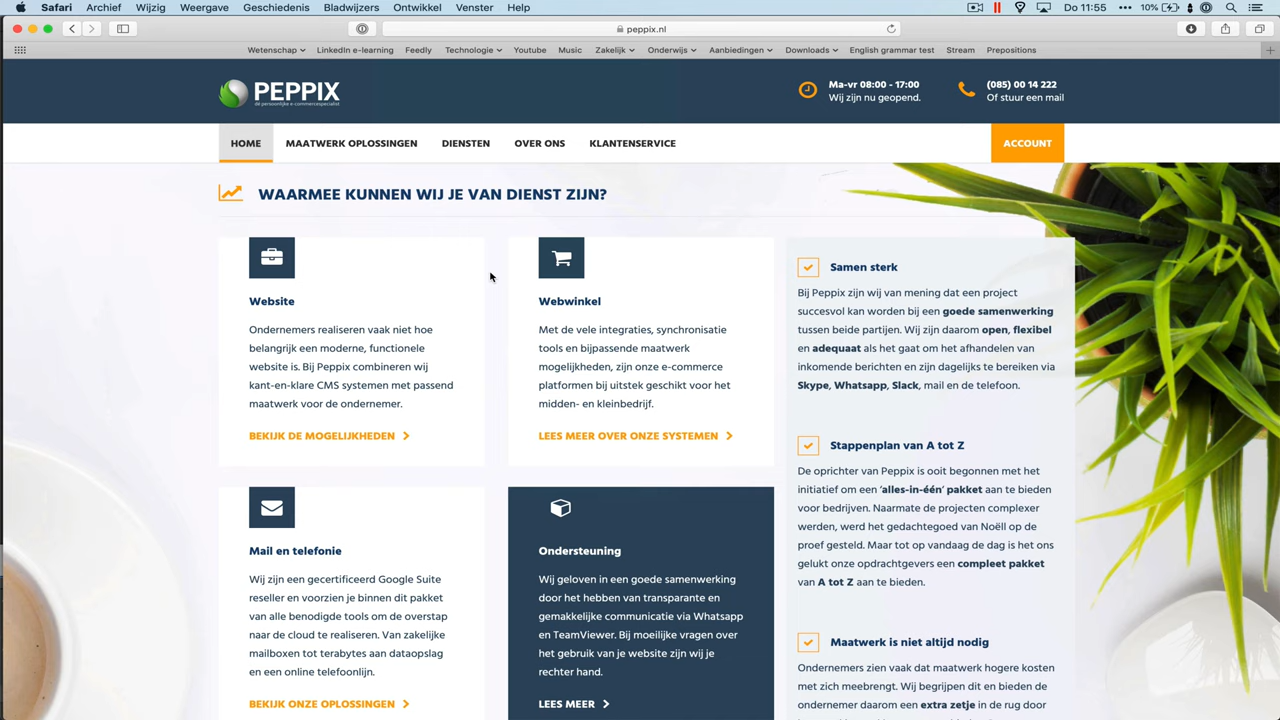 Safari Archief Wijzig Weergave Geschiedenis Bladwijzers Ontwikkel Venster Help
10% Do 11:55
peppix.nl
Wetenschap LinkedIn e-learning Feedly Technologie Youtube Music Zakelijk Onderwijs Aanbiedingen Downloads English grammar test Stream Prepositions
PEPPIX
de persoonlijke e-commercespecialist
Ma-vr 08:00 - 17:00
Wij zijn nu geopend.
(085) 00 14 222
Of stuur een mail
HOME MAATWERK OPLOSSINGEN DIENSTEN OVER ONS KLANTENSERVICE ACCOUNT
WAARMEE KUNNEN WIJ JE VAN DIENST ZIJN?
Website
Ondernemers realiseren vaak niet hoe
belangrijk een moderne, functionele
website is. Bij Peppix combineren wij
kant-en-klare CMS systemen met passend
maatwerk voor de ondernemer.
BEKIJK DE MOGELIJKHEDEN
Webwinkel
Met de vele integraties, synchronisatie
tools en bijpassende maatwerk
mogelijkheden, zijn onze e-commerce
platformen bij uitstek geschikt voor het
midden- en kleinbedrijf.
LEES MEER OVER ONZE SYSTEMEN
Mail en telefonie
Wij zijn een gecertificeerd Google Suite
reseller en voorzien je binnen dit pakket
van alle benodigde tools om de overstap
naar de cloud te realiseren. Van zakelijke
mailboxen tot terabytes aan dataopslag
en een online telefoonlijn.
BEKIJK ONZE OPLOSSINGEN
Ondersteuning
Wij geloven in een goede samenwerking
door het hebben van transparante en
gemakkelijke communicatie via Whatsapp
en TeamViewer. Bij moeilijke vragen over
het gebruik van je website zijn wij je
rechter hand.
LEES MEER
Samen sterk
Bij Peppix zijn wij van mening dat een project
succesvol kan worden bij een goede samenwerking
tussen beide partijen. Wij zijn daarom open, flexibel
en adequaat als het gaat om het afhandelen van
inkomende berichten en zijn dagelijks te bereiken via
Skype, Whatsapp, Slack, mail en de telefoon.
Stappenplan van A tot Z
De oprichter van Peppix is ooit begonnen met het
initiatief om een ‘alles-in-één’ pakket aan te bieden
voor bedrijven. Naarmate de projecten complexer
werden, werd het gedachtegoed van Noëll op de
proef gesteld. Maar tot op vandaag de dag is het ons
gelukt onze opdrachtgevers een compleet pakket
van A tot Z aan te bieden.
Maatwerk is niet altijd nodig
Ondernemers zien vaak dat maatwerk hogere kosten
met zich meebrengt. Wij begrijpen dit en bieden de
ondernemer daarom een extra zetje in de rug door